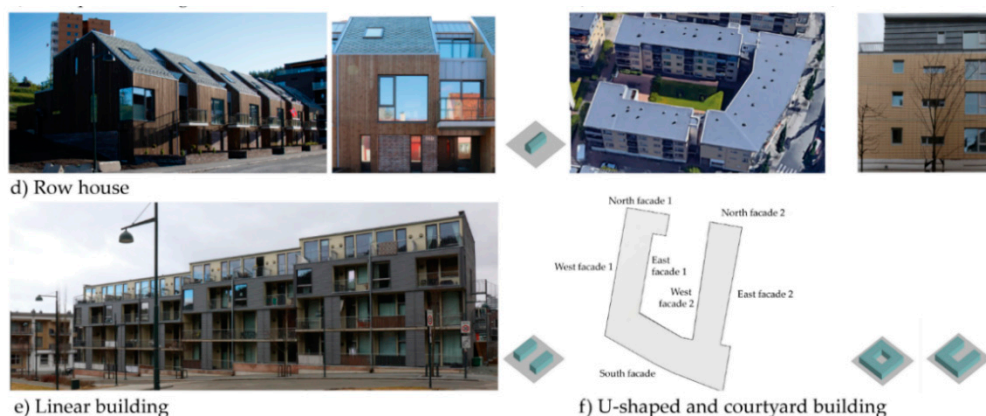 d) Row house
North facade 1
North facade 2
West facade 1
East
facade 1
West
facade 2
East facade 2
South facade
e) Linear building
f) U-shaped and courtyard building